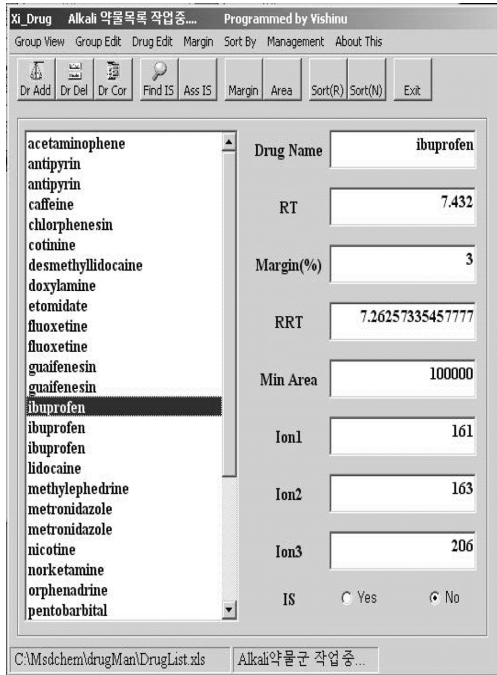 Xi_Drug Alkali 약물목록 작업중.... Programmed by Vishinu
Group View Group Edit Drug Edit Margin Sort By Management About This
Dr Add Dr Del Dr Cor Find IS Ass IS Margin Area Sort(R) Sort(N) Exit
acetaminophene
antipyrin
antipyrin
caffeine
chlorphenesin
cotinine
desmethyllidocaine
doxylamine
etomidate
fluoxetine
fluoxetine
guaifenesin
guaifenesin
ibuprofen
ibuprofen
ibuprofen
lidocaine
methylephedrine
metronidazole
metronidazole
nicotine
norketamine
orphenadrine
pentobarbital
Drug Name ibuprofen
RT 7.432
Margin(%) 3
RRT 7.26257335457777
Min Area 100000
Ion1 161
Ion2 163
Ion3 206
IS Yes No
C:\Msdchem\drugMan\DrugList.xls Alkali약물군 작업중...